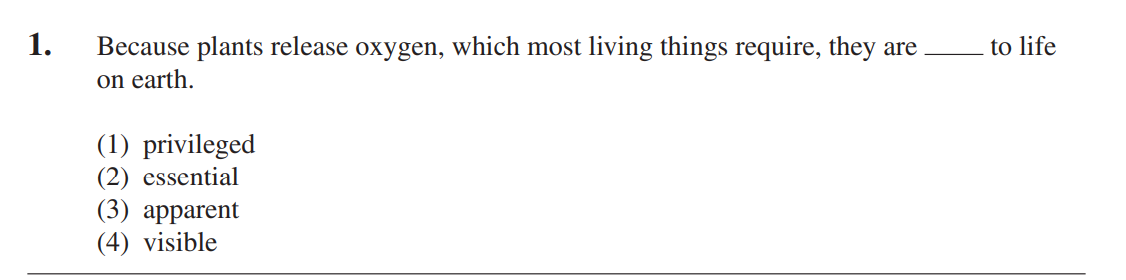 1. Because plants release oxygen, which most living things require, they are ____ to life
on earth.
(1) privileged
(2) essential
(3) apparent
(4) visible